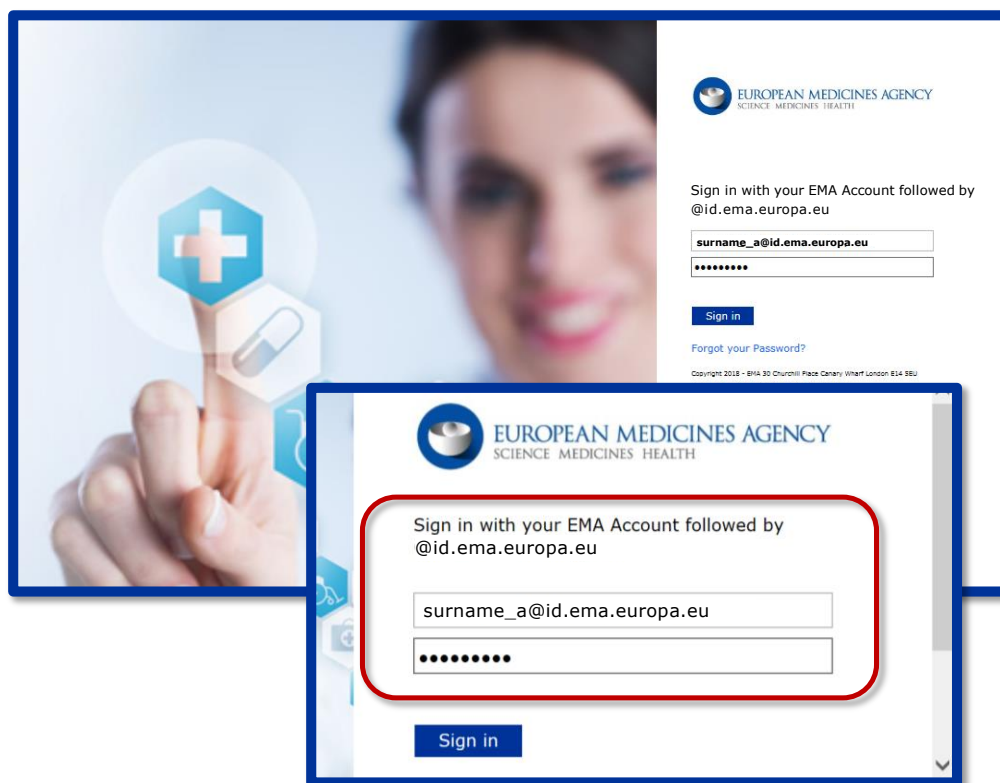 EUROPEAN MEDICINES AGENCY
SCIENCE MEDICINES HEALTH
Sign in with your EMA Account followed by
@id.ema.europa.eu
surname_a@id.ema.europa.eu
•••••••••
Sign in
Forgot your Password?
Copyright 2018 - EMA 30 Churchill Place Canary Wharf London E14 5EU
EUROPEAN MEDICINES AGENCY
SCIENCE MEDICINES HEALTH
Sign in with your EMA Account followed by
@id.ema.europa.eu
surname_a@id.ema.europa.eu
•••••••••
Sign in